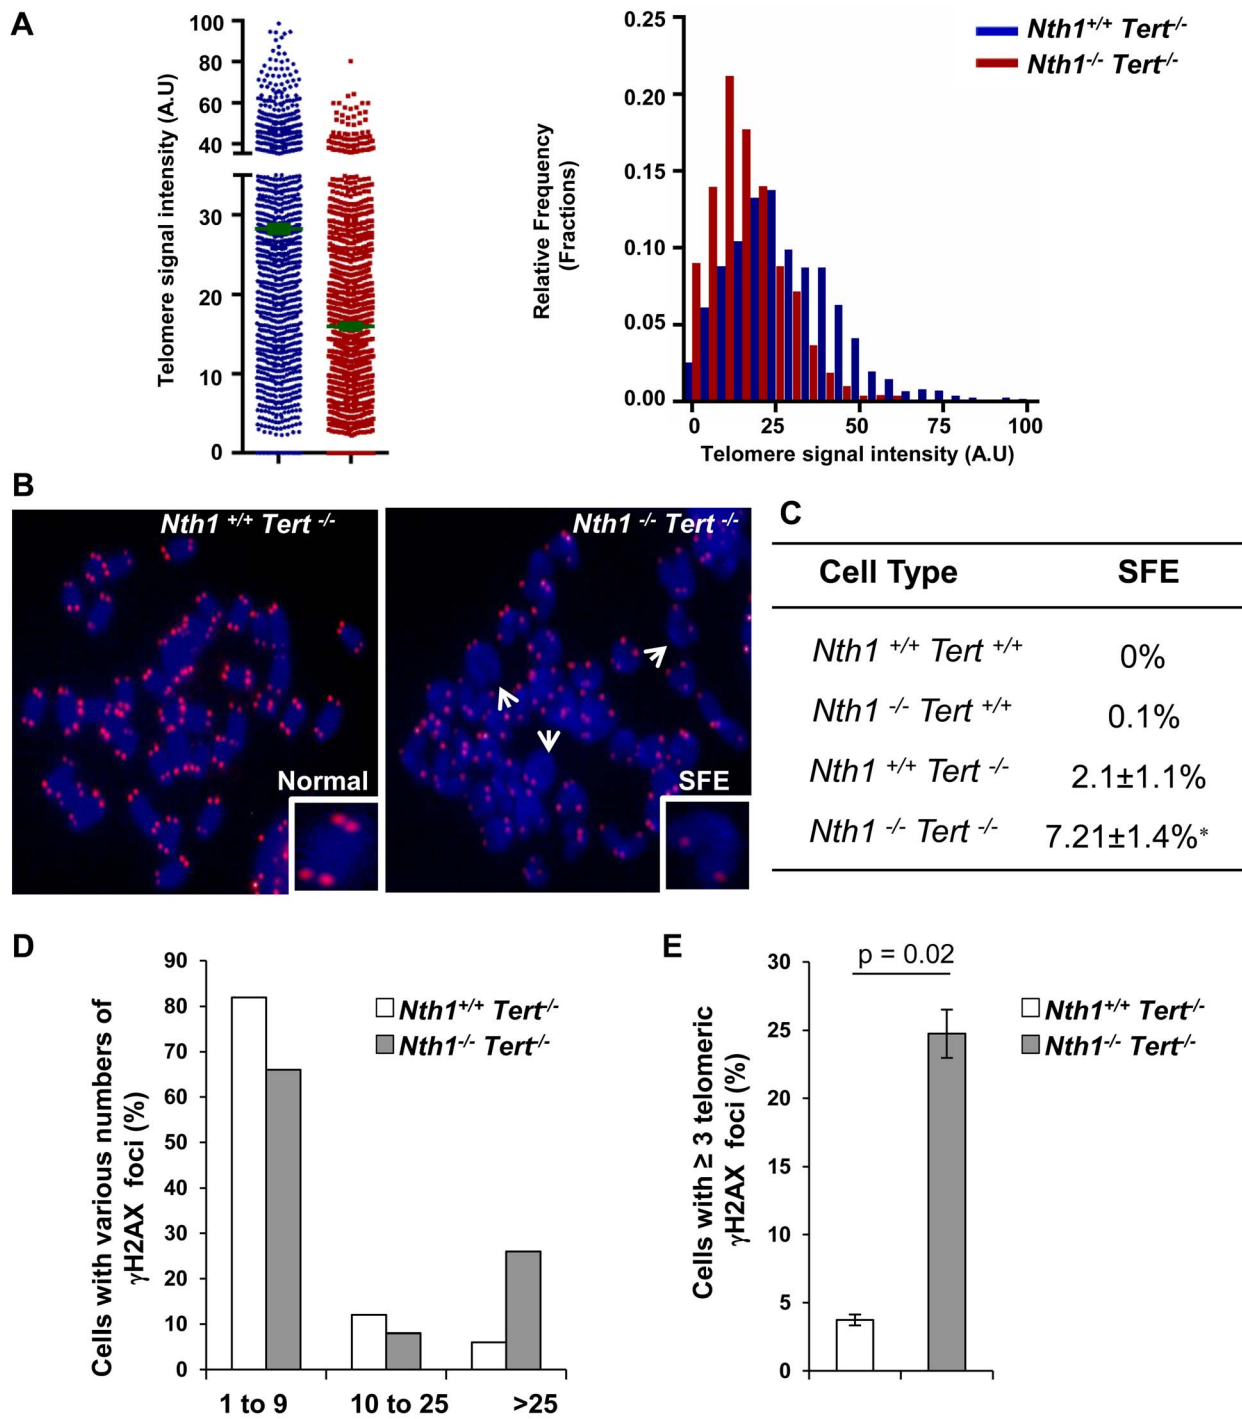 A
Telomere signal intensity (A.U)
100
80
60
40
30
20
10
0
Relative Frequency
(Fractions)
0.25
0.20
0.15
0.10
0.05
0.00
0 25 50 75 100
Telomere signal intensity (A.U)
Nth1+/+ Tert-/-
Nth1-/- Tert-/-
B
Nth1 +/+ Tert -/-
Normal
Nth1 -/- Tert -/-
SFE
C
Cell Type SFE
Nth1 +/+ Tert +/+ 0%
Nth1 -/- Tert +/+ 0.1%
Nth1 +/+ Tert -/- 2.1±1.1%
Nth1 -/- Tert -/- 7.21±1.4%*
D
Cells with various numbers of
γH2AX foci (%)
90
80
70
60
50
40
30
20
10
0
1 to 9 10 to 25 >25
Nth1+/+ Tert-/-
Nth1-/- Tert-/-
E
Cells with ≥ 3 telomeric
γH2AX foci (%)
30
25
20
15
10
5
0
p = 0.02
Nth1+/+ Tert-/-
Nth1-/- Tert-/-